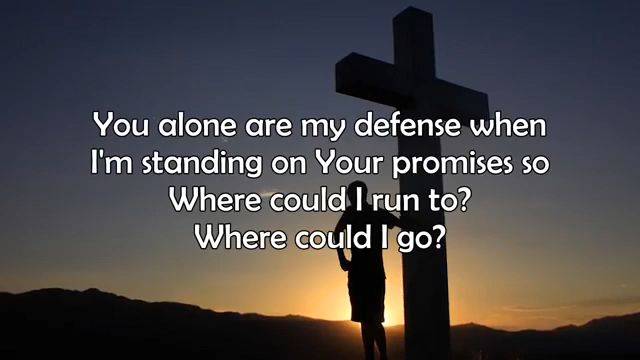 You alone are my defense when
I'm standing on Your promises so
Where could I run to?
Where could I go?